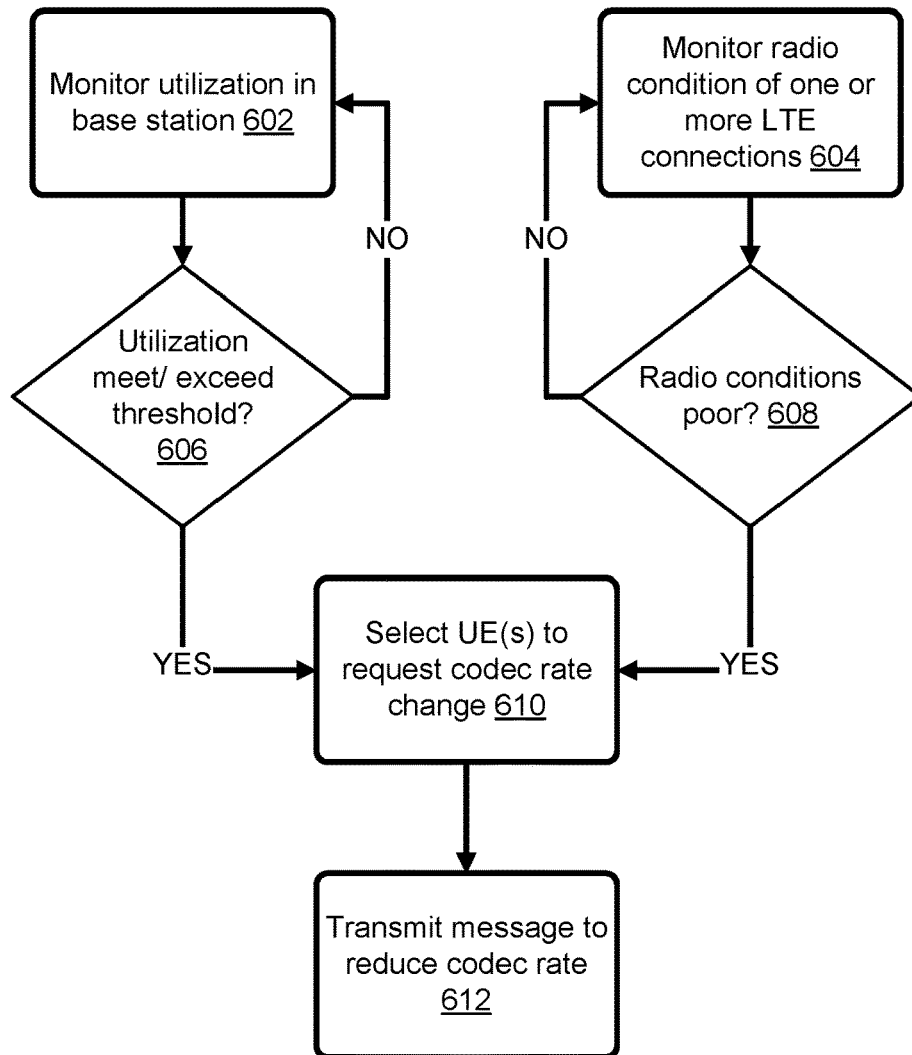 Monitor utilization in
base station 602
Monitor radio
condition of one or
more LTE
connections 604
NO
NO
Utilization
meet/ exceed
threshold?
606
Radio conditions
poor? 608
YES
YES
Select UE(s) to
request codec rate
change 610
Transmit message to
reduce codec rate
612